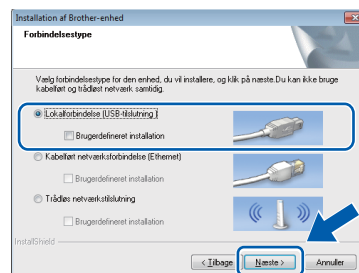 Installation af Brother-enhed
Forbindelsestype
Vælg forbindelsestype for den enhed, du vil installere, og klik på næste.Du kan ikke bruge
kabelført og trådløst netværk samtidig.
Lokalforbindelse (USB-tilslutning )
Brugerdefineret installation
Kabelført netværksforbindelse (Ethernet)
Brugerdefineret installation
Trådløs netværkstilslutning
Brugerdefineret installation
InstallShield
< Tilbage Næste > Annuller